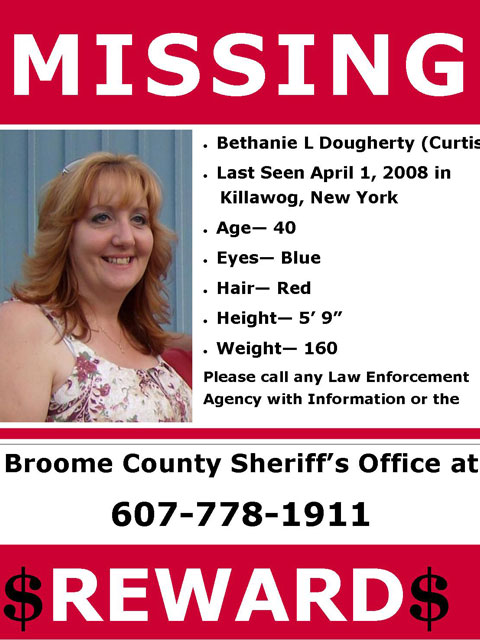 MISSING
• Bethanie L Dougherty (Curtis
• Last Seen April 1, 2008 in
Killawog, New York
• Age— 40
• Eyes— Blue
• Hair— Red
• Height— 5’ 9”
• Weight— 160
Please call any Law Enforcement
Agency with Information or the
Broome County Sheriff’s Office at
607-778-1911
$REWARD$